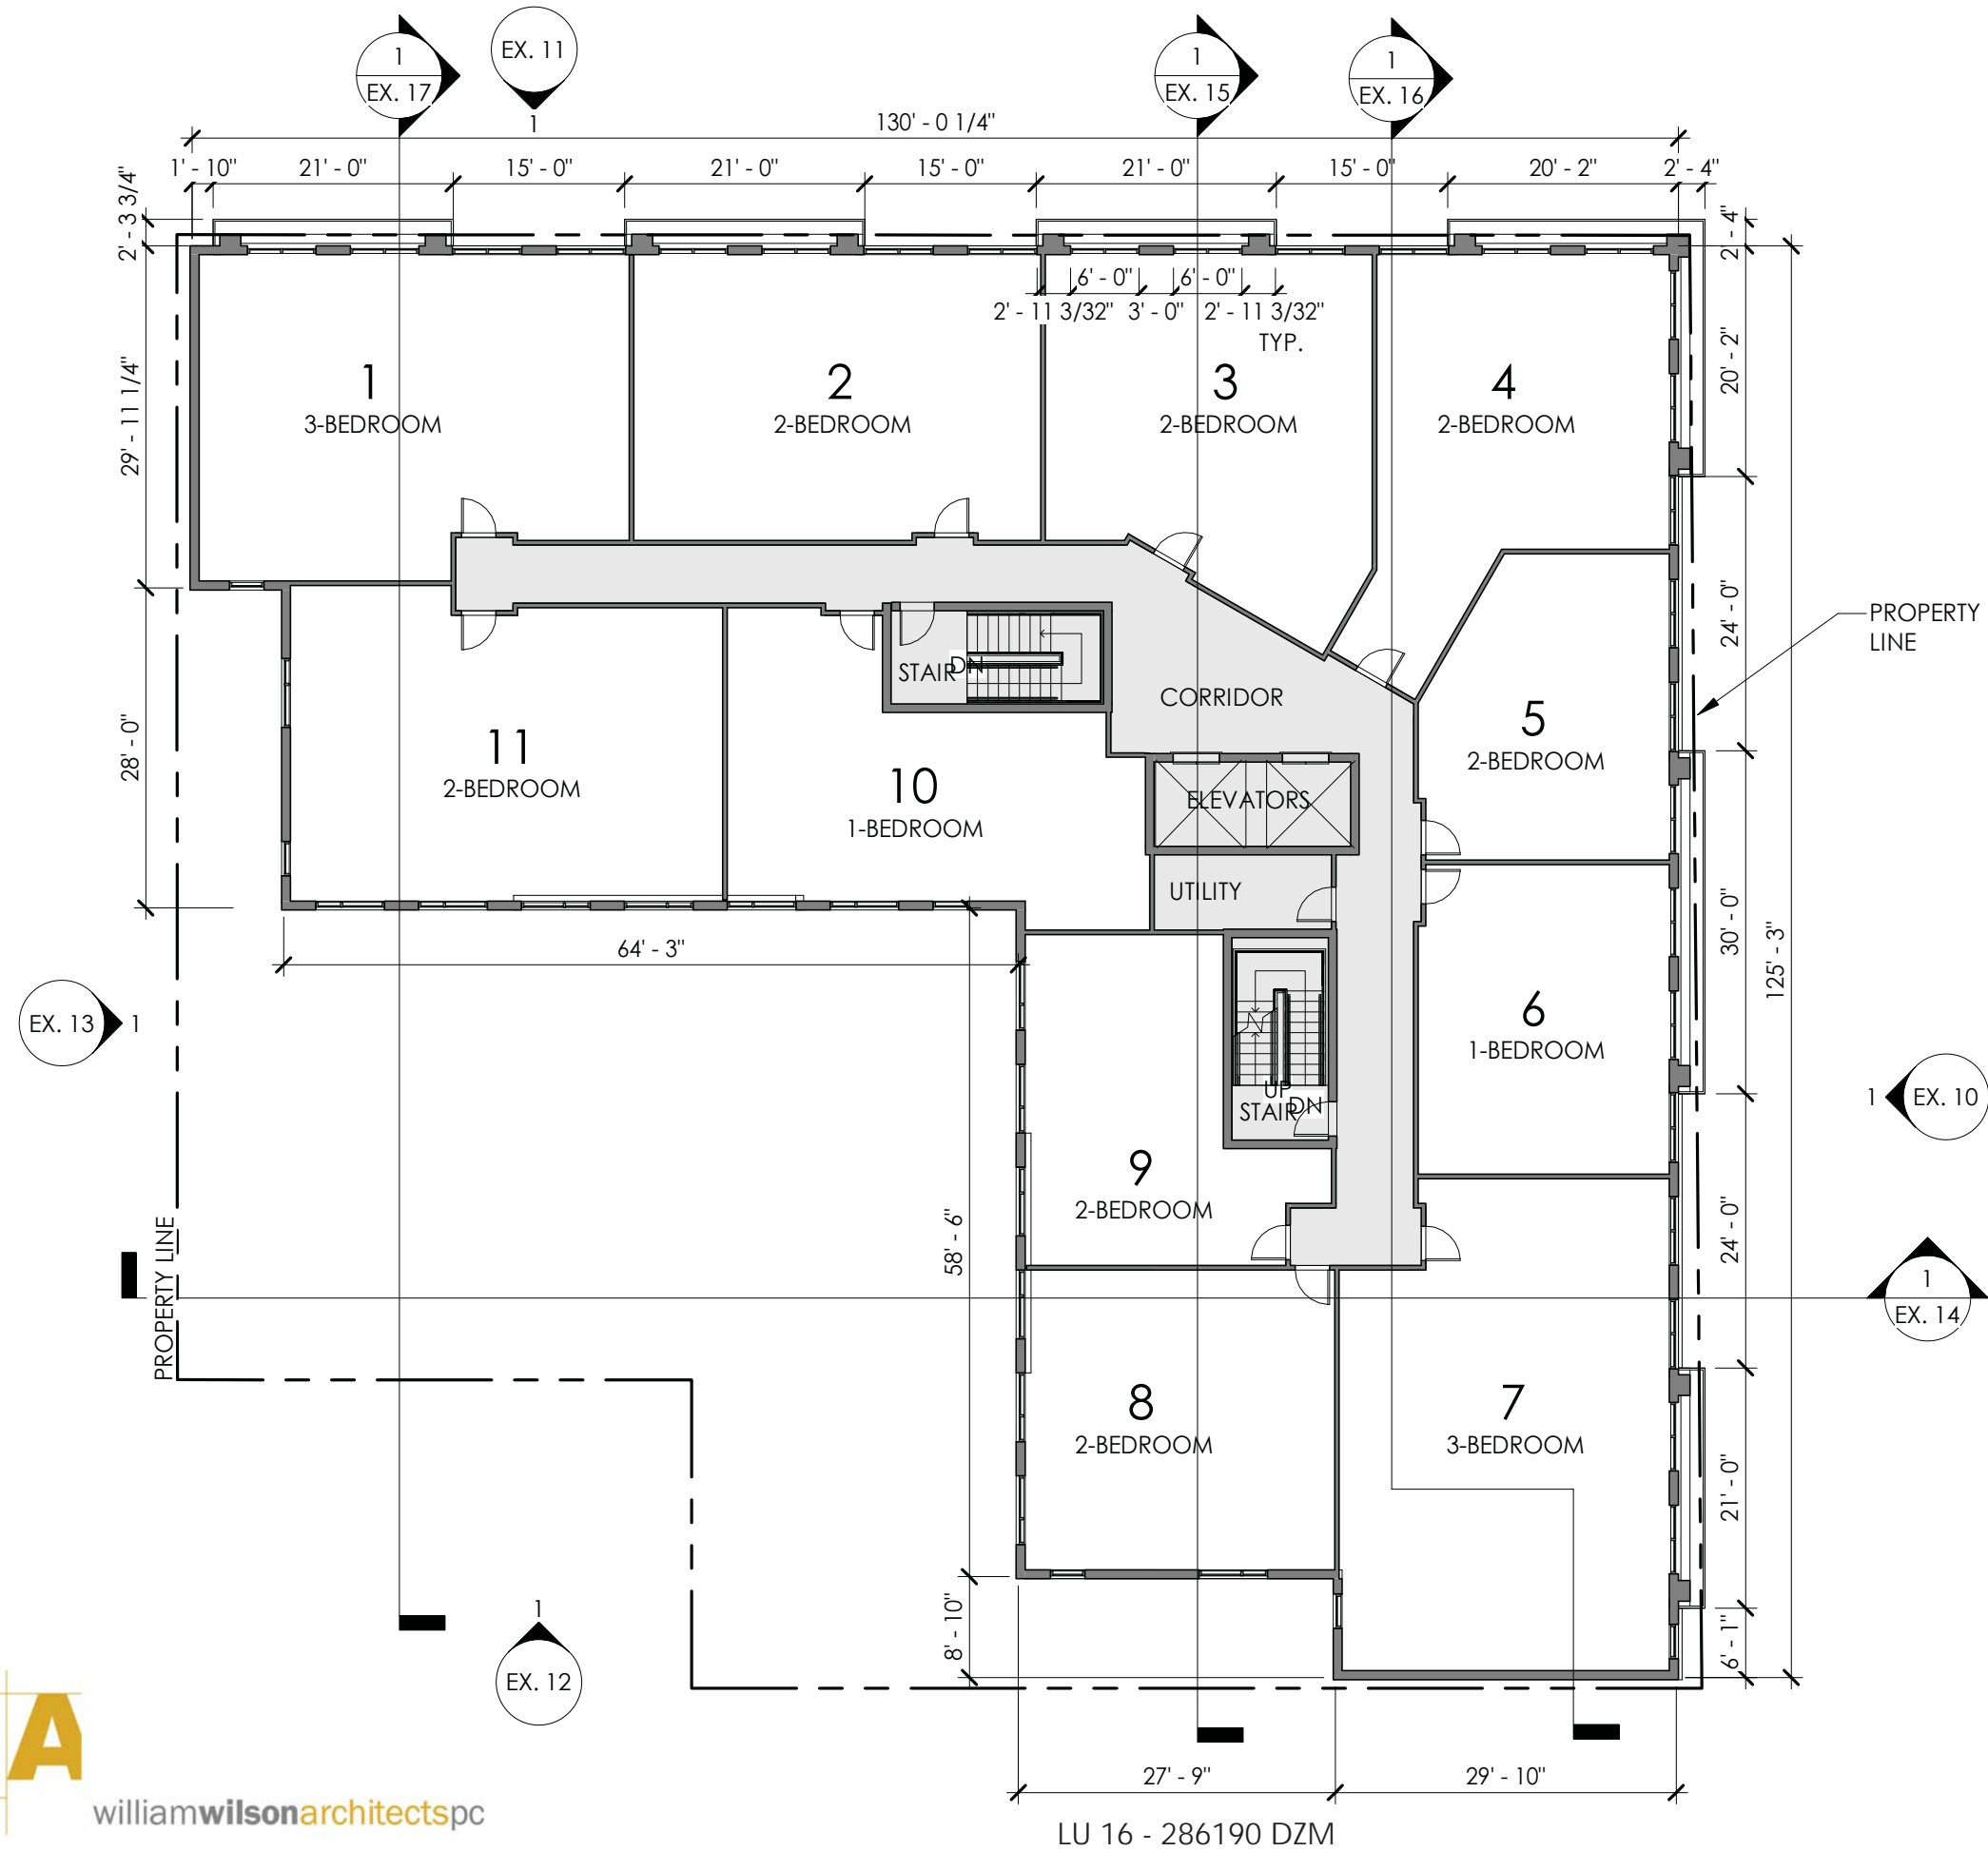 1
EX. 17
EX. 11
1
1
EX. 15
1
EX. 16
130' - 0 1/4"
1' - 10"
21' - 0"
15' - 0"
21' - 0"
15' - 0"
21' - 0"
15' - 0"
20' - 2"
2' - 4"
2' - 3 3/4"
2' - 4"
6' - 0"
6' - 0"
2' - 11 3/32"
3' - 0"
2' - 11 3/32"
TYP.
29' - 11 1/4"
20' - 2"
1
3-BEDROOM
2
2-BEDROOM
3
2-BEDROOM
4
2-BEDROOM
24' - 0"
PROPERTY
LINE
STAIR
DN
CORRIDOR
28' - 0"
11
2-BEDROOM
10
1-BEDROOM
ELEVATORS
5
2-BEDROOM
UTILITY
30' - 0"
125' - 3"
64' - 3"
EX. 13
1
6
1-BEDROOM
UP
STAIR
DN
1
EX. 10
9
2-BEDROOM
58' - 6"
24' - 0"
PROPERTY LINE
1
EX. 14
8
2-BEDROOM
7
3-BEDROOM
21' - 0"
1
EX. 12
8' - 10"
6' - 1"
27' - 9"
29' - 10"
A
williamwilsonarchitectspc
LU 16 - 286190 DZM